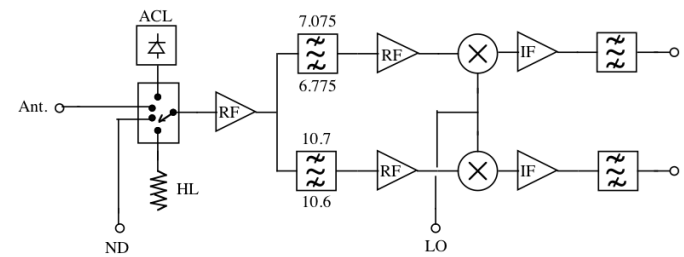 ACL
7.075
Ant.
RF
RF
IF
6.775
10.7
HL
RF
IF
10.6
ND
LO